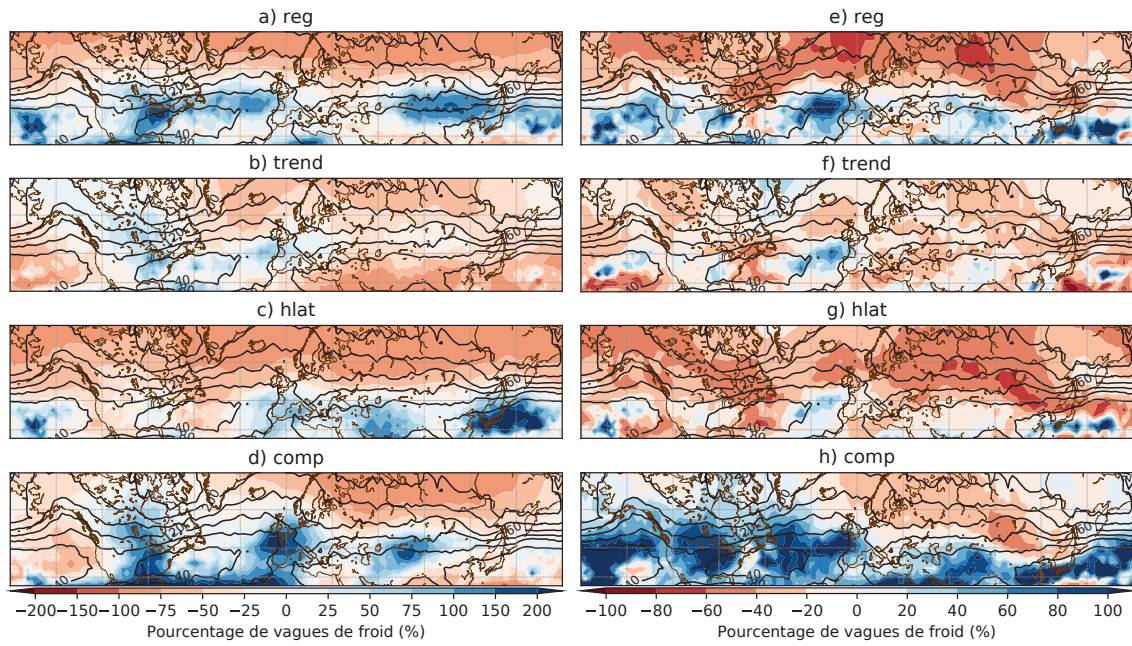 a) reg
e) reg
b) trend
f) trend
c) hlat
g) hlat
d) comp
h) comp
−200 −150 −100 −75 −50 −25 0 25 50 75 100 150 200
−100 −80 −60 −40 −20 0 20 40 60 80 100
Pourcentage de vagues de froid (%)
Pourcentage de vagues de froid (%)